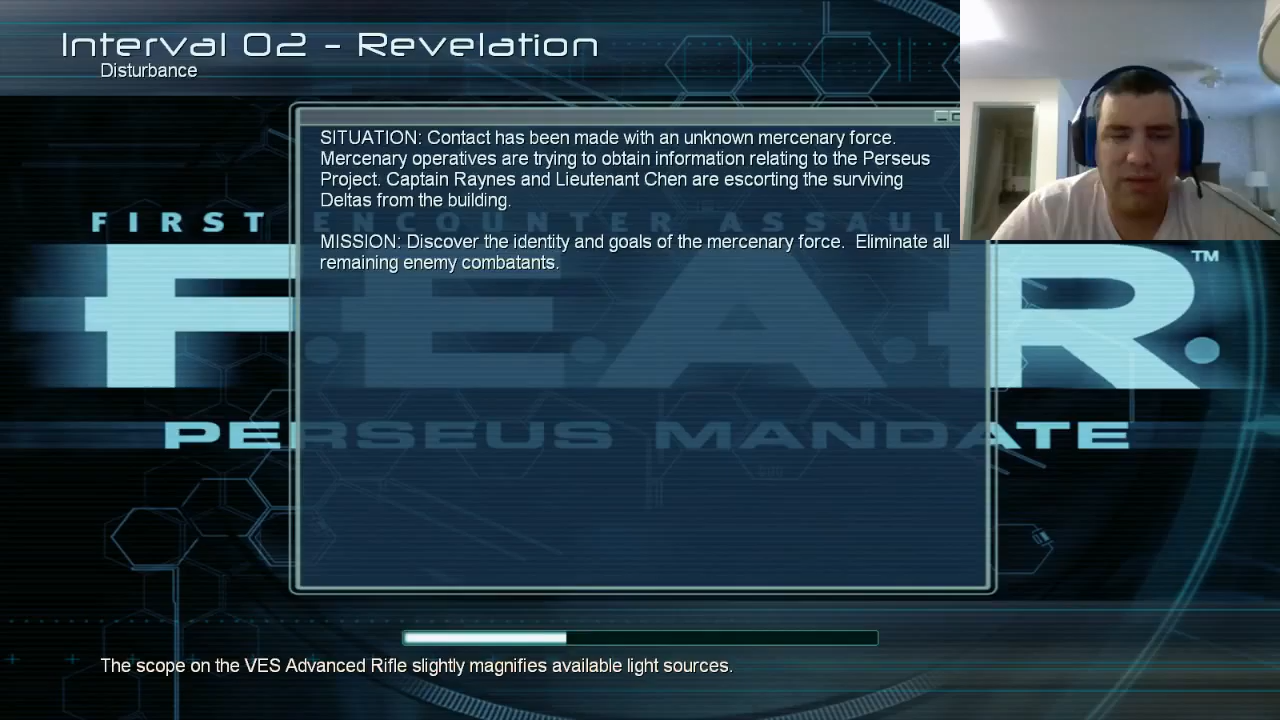 Interval 02 - Revelation
Disturbance
SITUATION: Contact has been made with an unknown mercenary force.
Mercenary operatives are trying to obtain information relating to the Perseus
Project. Captain Raynes and Lieutenant Chen are escorting the surviving
Deltas from the building.
FIRST ENCOUNTER ASSAUL
MISSION: Discover the identity and goals of the mercenary force. Eliminate all
remaining enemy combatants.
F.E.A.R.™
PERSEUS MANDATE
The scope on the VES Advanced Rifle slightly magnifies available light sources.